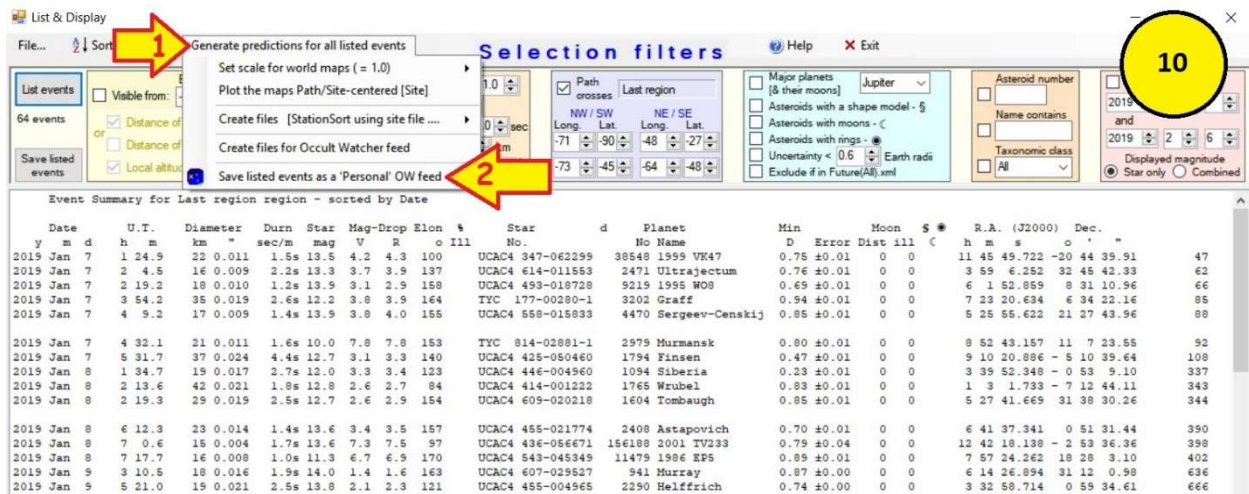 List & Display
File... Sort Generate predictions for all listed events Selection filters Help Exit
1
10
Set scale for world maps ( = 1.0)
Plot the maps Path/Site-centered [Site]
Create files [StationSort using site file ....
Create files for Occult Watcher feed
Save listed events as a 'Personal' OW feed
2
List events
64 events
Save listed events
Visible from:
or
Distance of
Distance of
Local altitud
1.0
sec
km
Path crosses Last region
NW / SW NE / SE
Long. Lat. Long. Lat.
-71 -90 -48 -27
-73 -45 -64 -48
Major planets [& their moons] Jupiter
Asteroids with a shape model - §
Asteroids with moons - ☾
Asteroids with rings - ◉
Uncertainty < 0.6 Earth radii
Exclude if in Future(All).xml
Asteroid number
Name contains
Taxonomic class
All
2019
and
2019 2 6
Displayed magnitude
Star only Combined
Event Summary for Last region region - sorted by Date
Date U.T. Diameter Durn Star Mag-Drop Elon % Star d Planet Min Moon § ◉ R.A. (J2000) Dec.
y m d h m km " sec/m mag V R o Ill No. No Name D Error Dist ill ☾ h m s o ' "
2019 Jan 7 1 24.9 22 0.011 1.5s 13.5 4.2 4.3 100 UCAC4 347-062299 38548 1999 VK47 0.75 ±0.01 0 0 11 45 49.722 -20 44 39.91 47
2019 Jan 7 2 4.5 16 0.009 2.2s 13.3 3.7 3.9 137 UCAC4 614-011553 2471 Ultrajectum 0.76 ±0.01 0 0 3 59 6.252 32 45 42.33 62
2019 Jan 7 2 19.2 18 0.010 1.2s 13.9 3.1 2.9 158 UCAC4 493-018728 9219 1995 WO8 0.69 ±0.01 0 0 6 1 52.859 8 31 10.96 66
2019 Jan 7 3 54.2 35 0.019 2.6s 12.2 3.8 3.9 164 TYC 177-00280-1 3202 Graff 0.94 ±0.01 0 0 7 23 20.634 6 34 22.16 85
2019 Jan 7 4 9.2 17 0.009 1.4s 13.9 3.8 4.0 155 UCAC4 558-015833 4470 Sergeev-Censkij 0.85 ±0.01 0 0 5 25 55.622 21 27 43.96 88
2019 Jan 7 4 32.1 21 0.011 1.6s 10.0 7.8 7.8 153 TYC 814-02881-1 2979 Murmansk 0.80 ±0.01 0 0 8 52 43.157 11 7 23.55 92
2019 Jan 7 5 31.7 37 0.024 4.4s 12.7 3.1 3.3 140 UCAC4 425-050460 1794 Finsen 0.47 ±0.01 0 0 9 10 20.886 - 5 10 39.64 108
2019 Jan 8 1 34.7 19 0.017 2.7s 12.0 3.3 3.4 123 UCAC4 446-004960 1094 Siberia 0.23 ±0.01 0 0 3 39 52.348 - 0 53 9.10 337
2019 Jan 8 2 13.6 42 0.021 1.8s 12.8 2.6 2.7 84 UCAC4 414-001222 1765 Wrubel 0.83 ±0.01 0 0 1 3 1.733 - 7 12 44.11 343
2019 Jan 8 2 19.3 29 0.019 2.5s 12.7 2.6 2.9 154 UCAC4 609-020218 1604 Tombaugh 0.85 ±0.01 0 0 5 27 41.669 31 38 30.26 344
2019 Jan 8 6 12.3 23 0.014 1.4s 13.6 3.4 3.5 157 UCAC4 455-021774 2408 Astapovich 0.70 ±0.01 0 0 6 41 37.341 0 51 31.44 390
2019 Jan 8 7 0.6 15 0.004 1.7s 13.6 7.3 7.5 97 UCAC4 436-056671 156188 2001 TV233 0.79 ±0.04 0 0 12 42 18.138 - 2 53 36.36 398
2019 Jan 8 7 17.7 16 0.008 1.0s 11.3 6.7 6.9 170 UCAC4 543-045349 11479 1986 EP5 0.89 ±0.01 0 0 7 57 24.262 18 28 3.10 402
2019 Jan 9 3 10.5 18 0.016 1.9s 14.0 1.4 1.6 163 UCAC4 607-029527 941 Murray 0.87 ±0.00 0 0 6 14 26.894 31 12 0.98 636
2019 Jan 9 5 21.0 19 0.021 2.5s 13.8 2.1 2.3 121 UCAC4 455-004965 2290 Helffrich 0.74 ±0.00 0 0 3 32 58.714 0 59 34.61 666